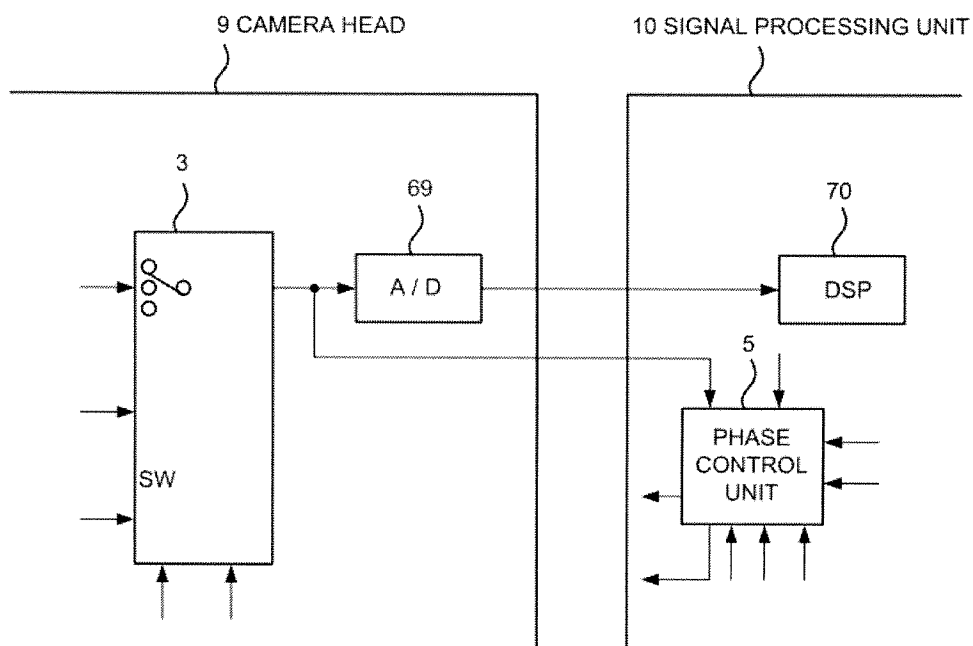 9 CAMERA HEAD
10 SIGNAL PROCESSING UNIT
3
69
70
A / D
DSP
5
PHASE
CONTROL
UNIT
SW